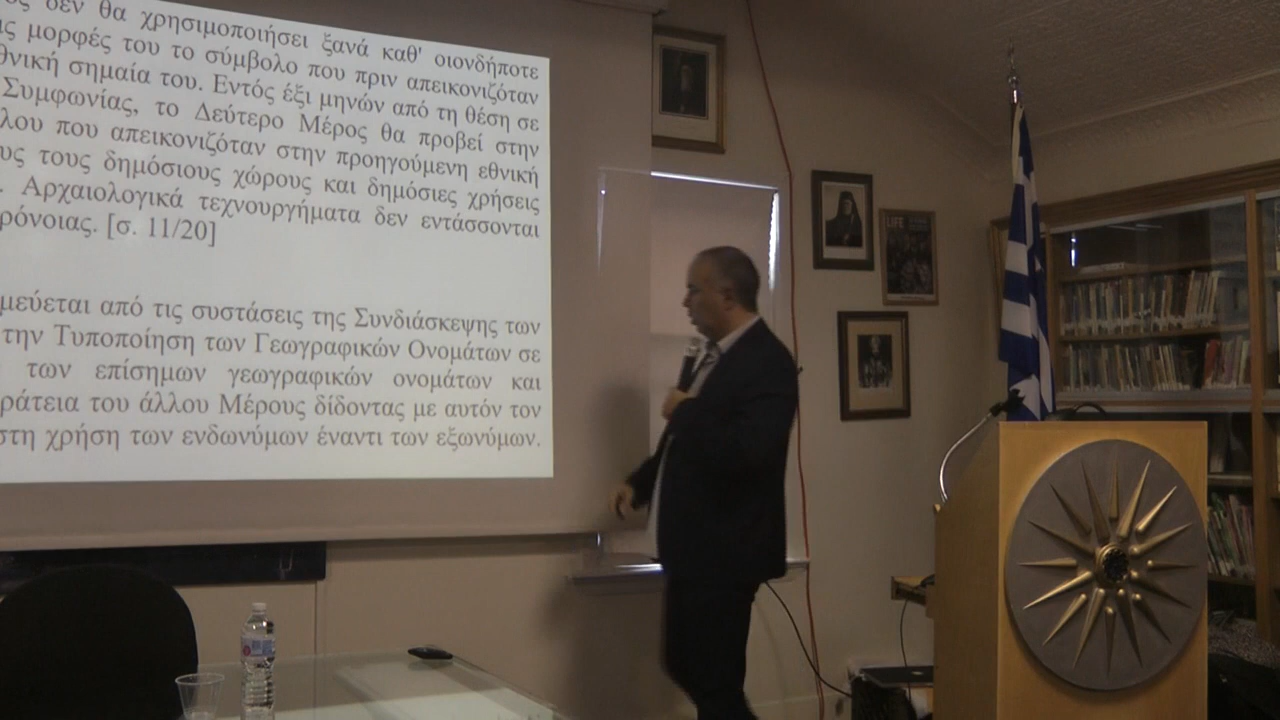 δεν θα χρησιμοποιήσει ξανά καθ' οιονδήποτε
μορφές του το σύμβολο που πριν απεικονιζόταν
θνική σημαία του. Εντός έξι μηνών από τη θέση σε
Συμφωνίας, το Δεύτερο Μέρος θα προβεί στην
λου που απεικονιζόταν στην προηγούμενη εθνική
υς τους δημόσιους χώρους και δημόσιες χρήσεις
. Αρχαιολογικά τεχνουργήματα δεν εντάσσονται
ρόνοιας. [σ. 11/20]
μεύεται από τις συστάσεις της Συνδιάσκεψης των
την Τυποποίηση των Γεωγραφικών Ονομάτων σε
των επίσημων γεωγραφικών ονομάτων και
ράτεια του άλλου Μέρους δίδοντας με αυτόν τον
στη χρήση των ενδωνύμων έναντι των εξωνύμων.
LIFE